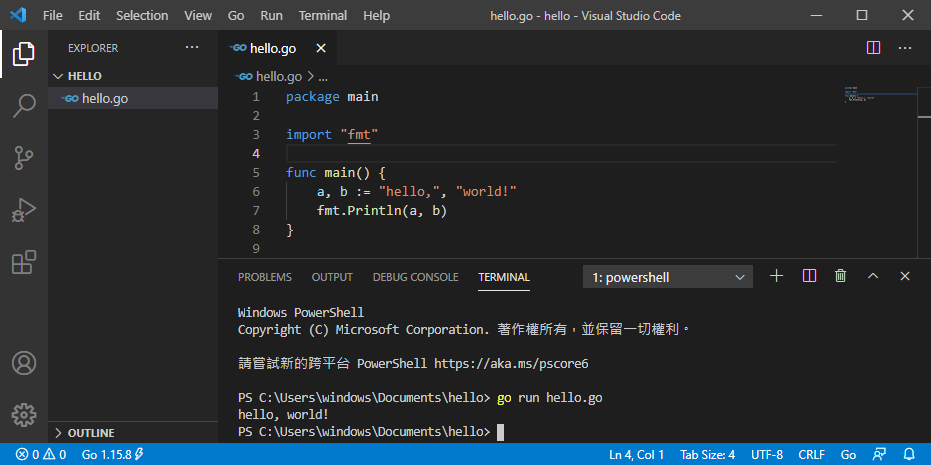 File Edit Selection View Go Run Terminal Help hello.go - hello - Visual Studio Code
EXPLORER ···
HELLO
GO hello.go
GO hello.go
GO hello.go > ...
1 package main
2
3 import "fmt"
4
5 func main() {
6 a, b := "hello,", "world!"
7 fmt.Println(a, b)
8 }
9
PROBLEMS OUTPUT DEBUG CONSOLE TERMINAL 1: powershell
Windows PowerShell
Copyright (C) Microsoft Corporation. 著作權所有，並保留一切權利。
請嘗試新的跨平台 PowerShell https://aka.ms/pscore6
PS C:\Users\windows\Documents\hello> go run hello.go
hello, world!
PS C:\Users\windows\Documents\hello>
OUTLINE
0 0 Go 1.15.8 Ln 4, Col 1 Tab Size: 4 UTF-8 CRLF Go